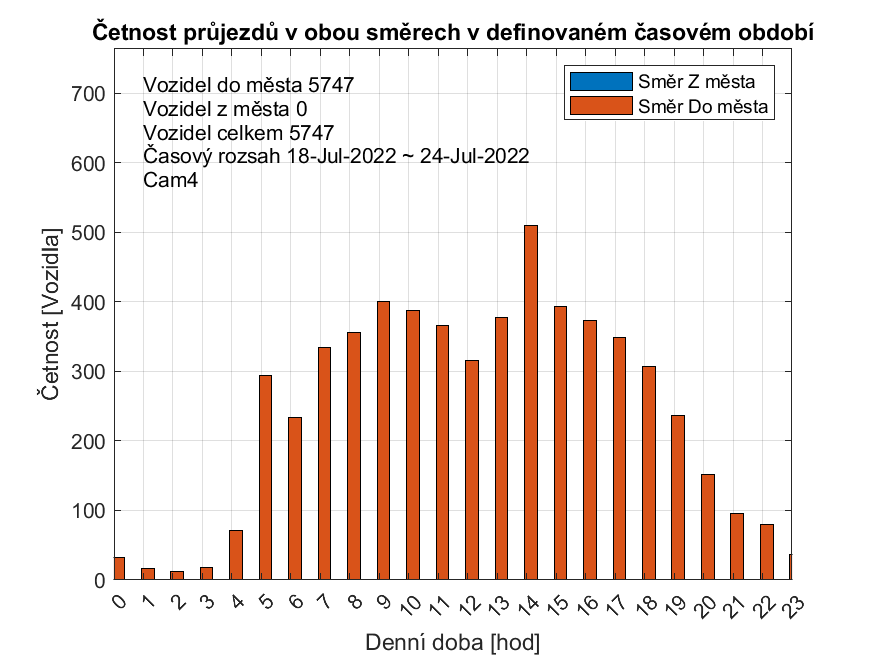 Četnost průjezdů v obou směrech v definovaném časovém období
Vozidel do města 5747
Vozidel z města 0
Vozidel celkem 5747
Časový rozsah 18-Jul-2022 ~ 24-Jul-2022
Cam4
Směr Z města
Směr Do města
Četnost [Vozidla]
700
600
500
400
300
200
100
0
0 1 2 3 4 5 6 7 8 9 10 11 12 13 14 15 16 17 18 19 20 21 22 23
Denní doba [hod]